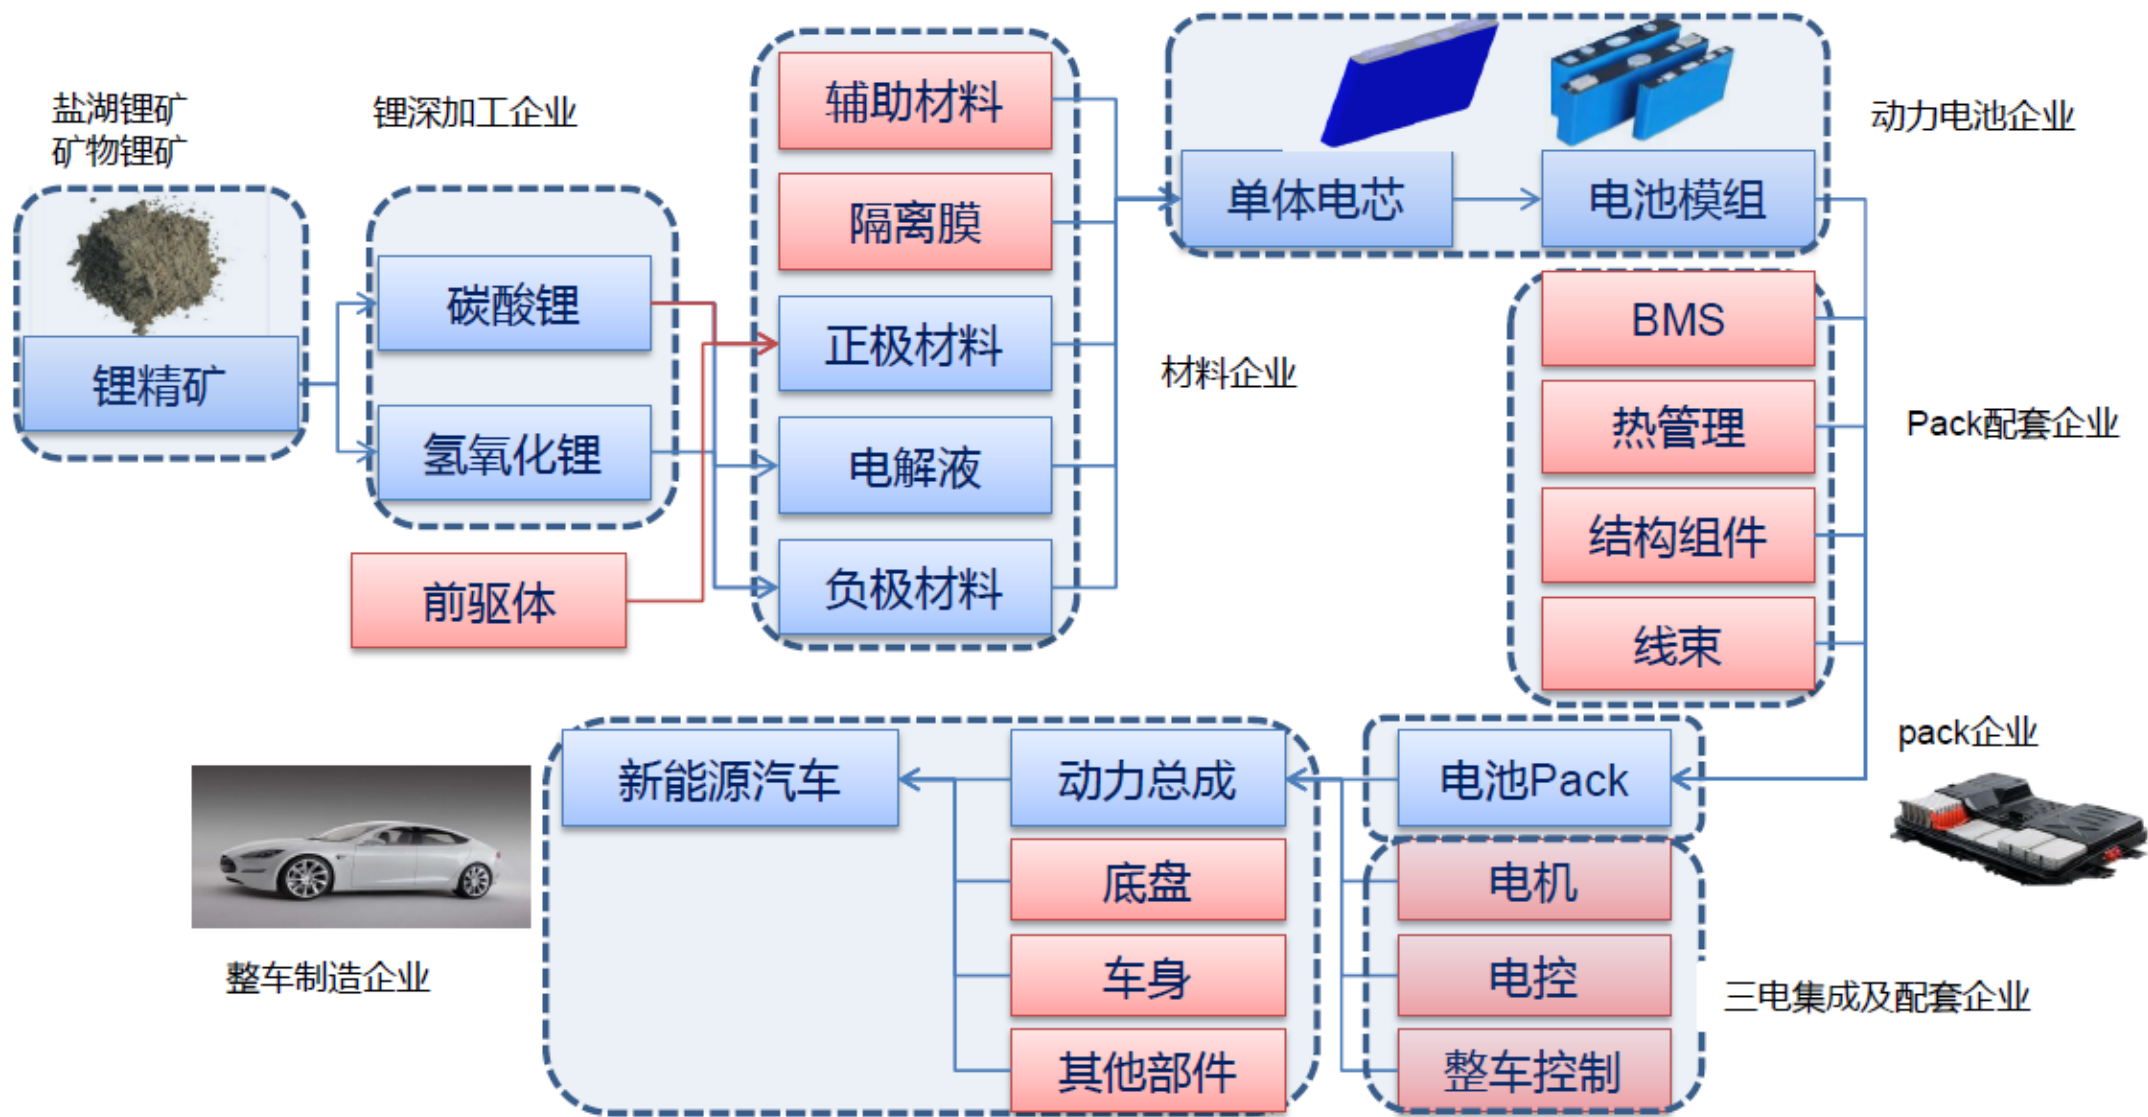 盐湖锂矿
矿物锂矿
锂精矿
锂深加工企业
碳酸锂
氢氧化锂
前驱体
辅助材料
隔离膜
正极材料
电解液
负极材料
材料企业
单体电芯
电池模组
动力电池企业
BMS
热管理
结构组件
线束
Pack配套企业
pack企业
电池Pack
电机
电控
整车控制
三电集成及配套企业
动力总成
底盘
车身
其他部件
新能源汽车
整车制造企业